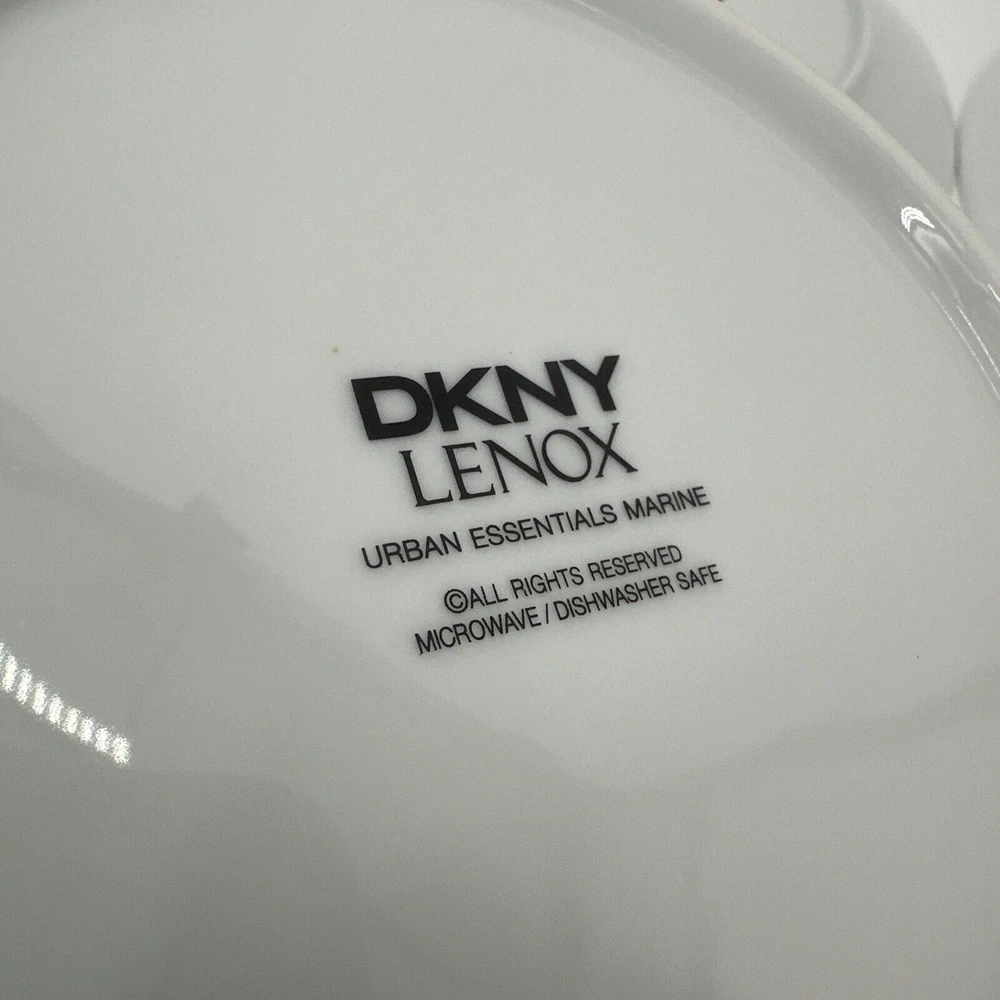 DKNY
LENOX
URBAN ESSENTIALS MARINE
©ALL RIGHTS RESERVED
MICROWAVE / DISHWASHER SAFE